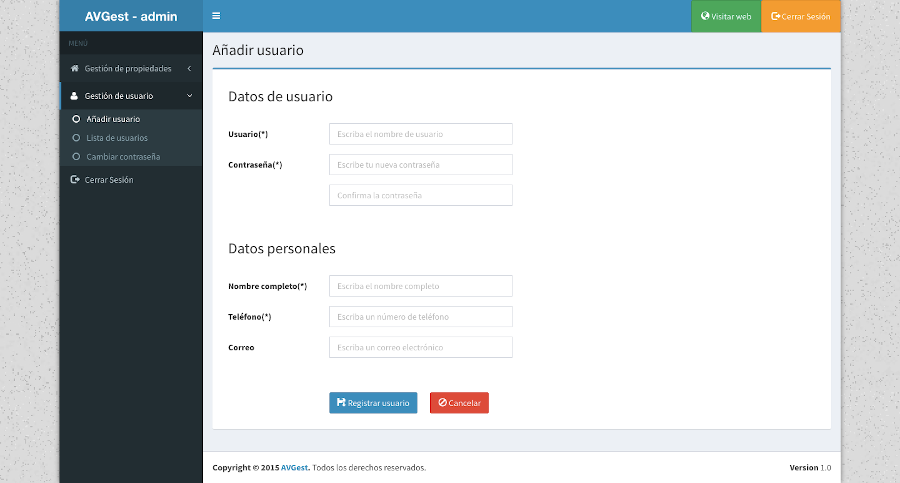 AVGest - admin
Visitar web
Cerrar Sesión
MENÚ
Gestión de propiedades
Gestión de usuario
Añadir usuario
Lista de usuarios
Cambiar contraseña
Cerrar Sesión
Añadir usuario
Datos de usuario
Usuario(*)
Escriba el nombre de usuario
Contraseña(*)
Escribe tu nueva contraseña
Confirma la contraseña
Datos personales
Nombre completo(*)
Escriba el nombre completo
Teléfono(*)
Escriba un número de teléfono
Correo
Escriba un correo electrónico
Registrar usuario
Cancelar
Copyright © 2015 AVGest. Todos los derechos reservados.
Version 1.0